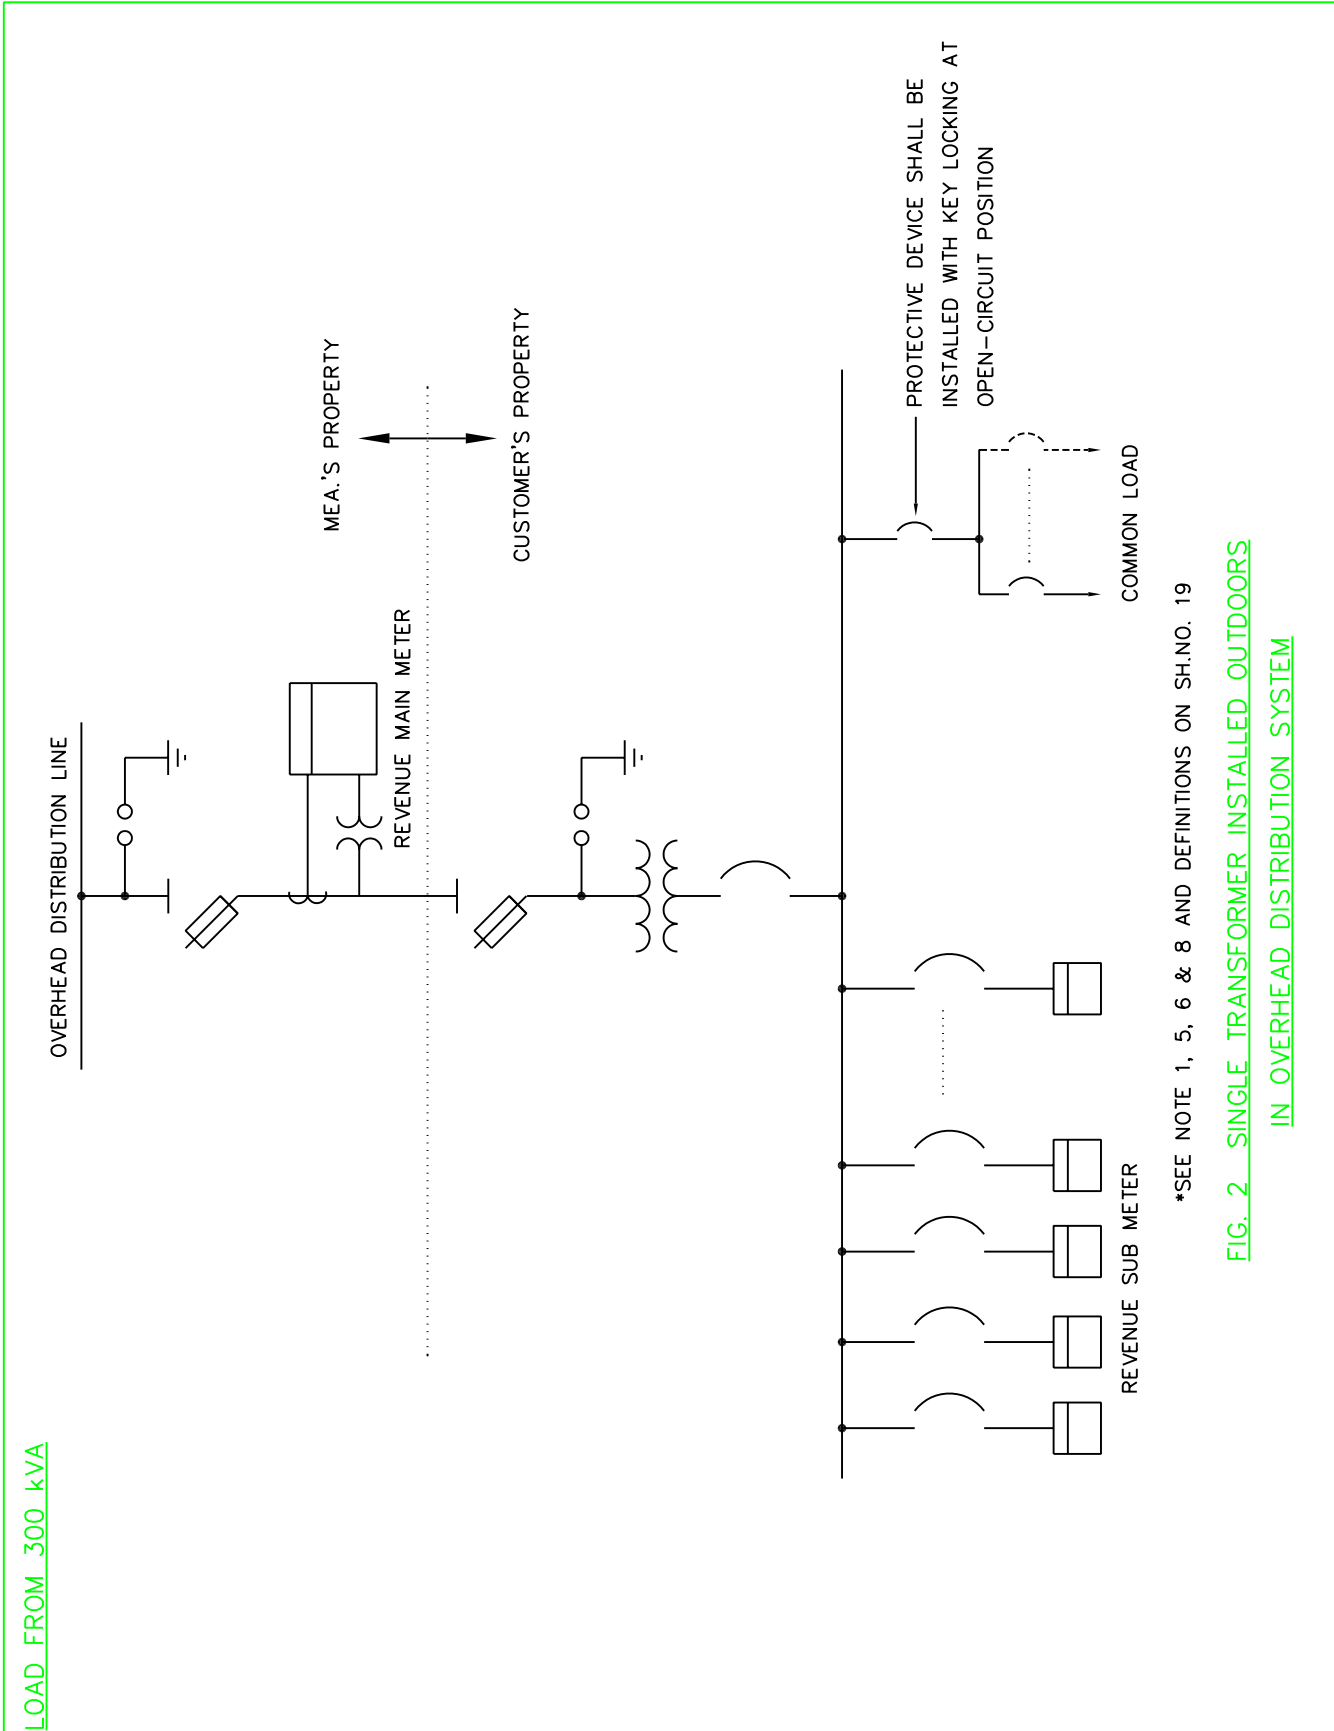 LOAD FROM 300 kVA
OVERHEAD DISTRIBUTION LINE
MEA.'S PROPERTY
REVENUE MAIN METER
CUSTOMER'S PROPERTY
PROTECTIVE DEVICE SHALL BE
INSTALLED WITH KEY LOCKING AT
OPEN-CIRCUIT POSITION
REVENUE SUB METER
COMMON LOAD
*SEE NOTE 1, 5, 6 & 8 AND DEFINITIONS ON SH.NO. 19
FIG. 2 SINGLE TRANSFORMER INSTALLED OUTDOORS
IN OVERHEAD DISTRIBUTION SYSTEM